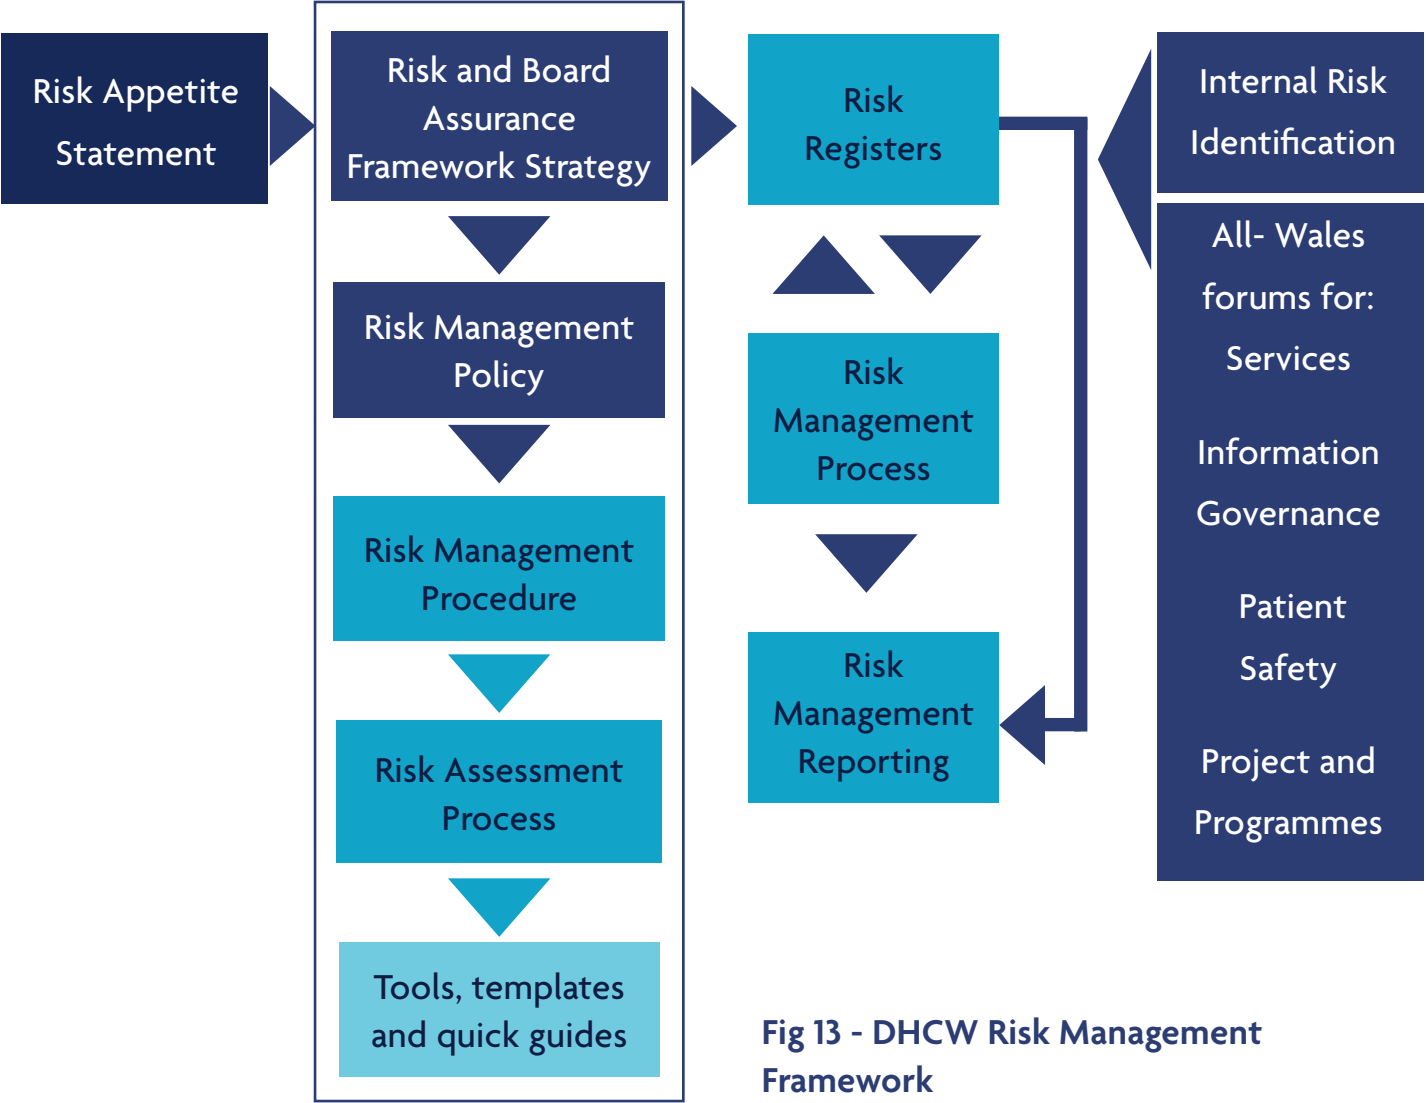 Risk Appetite
Statement
Risk and Board
Assurance
Framework Strategy
Risk Management
Policy
Risk Management
Procedure
Risk Assessment
Process
Tools, templates
and quick guides
Risk
Registers
Risk
Management
Process
Risk
Management
Reporting
Internal Risk
Identification
All- Wales
forums for:
Services
Information
Governance
Patient
Safety
Project and
Programmes
Fig 13 - DHCW Risk Management
Framework